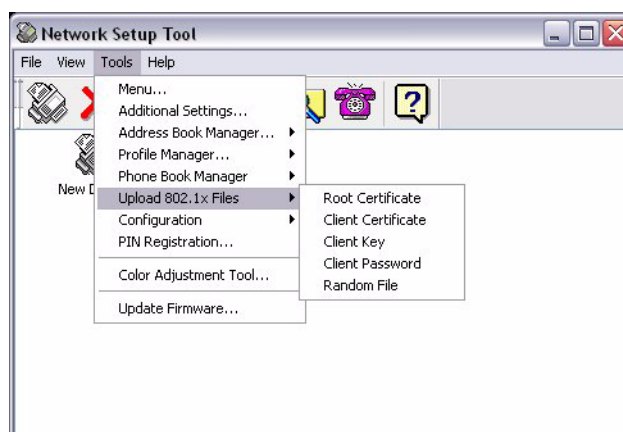 Network Setup Tool
File View Tools Help
Menu...
Additional Settings...
Address Book Manager...
Profile Manager...
New
Phone Book Manager
Upload 802.1x Files
Root Certificate
Configuration
Client Certificate
PIN Registration...
Client Key
Client Password
Color Adjustment Tool...
Random File
Update Firmware...